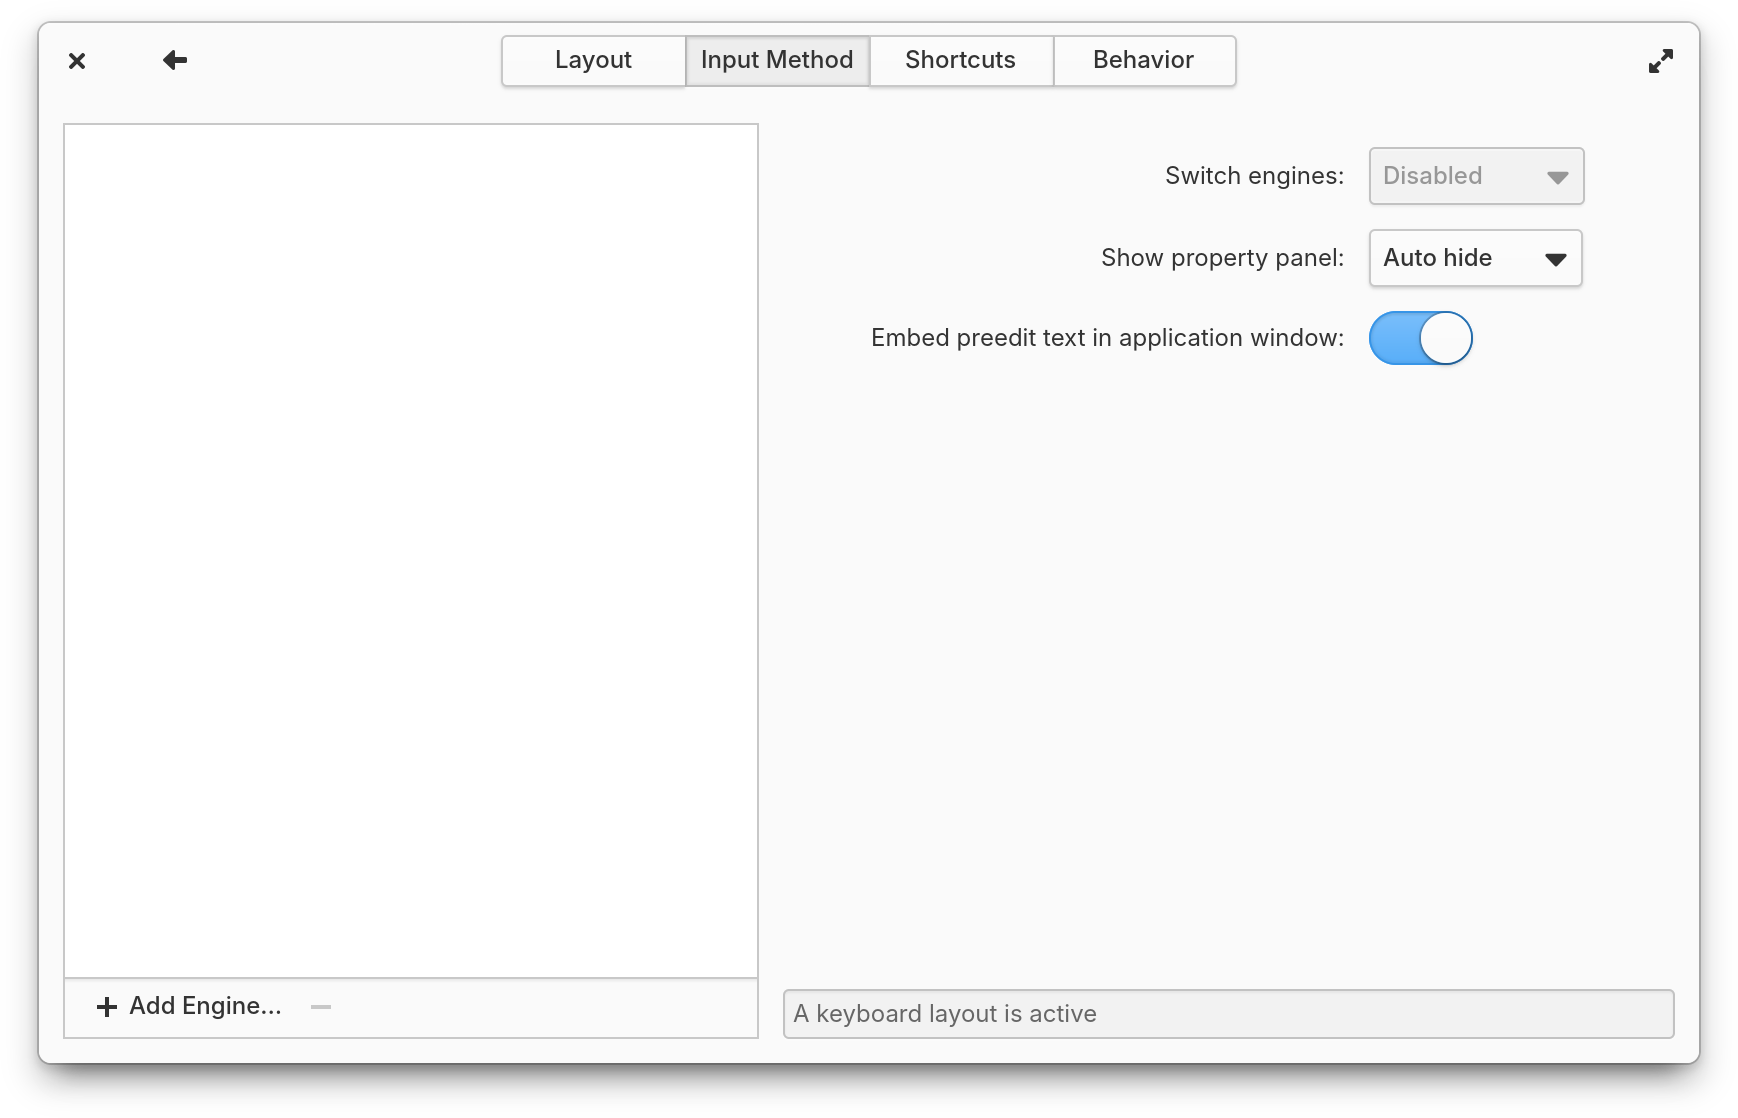 Layout
Input Method
Shortcuts
Behavior
Switch engines:
Disabled
Show property panel:
Auto hide
Embed preedit text in application window:
Add Engine...
A keyboard layout is active